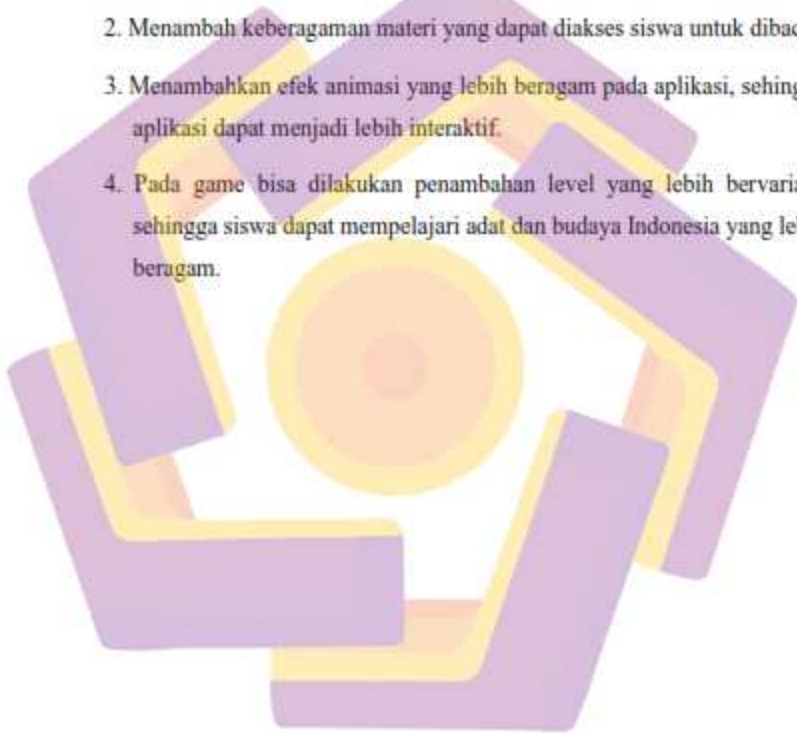 2. Menambah keberagaman materi yang dapat diakses siswa untuk dibac
3. Menambahkan efek animasi yang lebih beragam pada aplikasi, sehing
aplikasi dapat menjadi lebih interaktif.
4. Pada game bisa dilakukan penambahan level yang lebih bervaria
sehingga siswa dapat mempelajari adat dan budaya Indonesia yang leb
beragam.